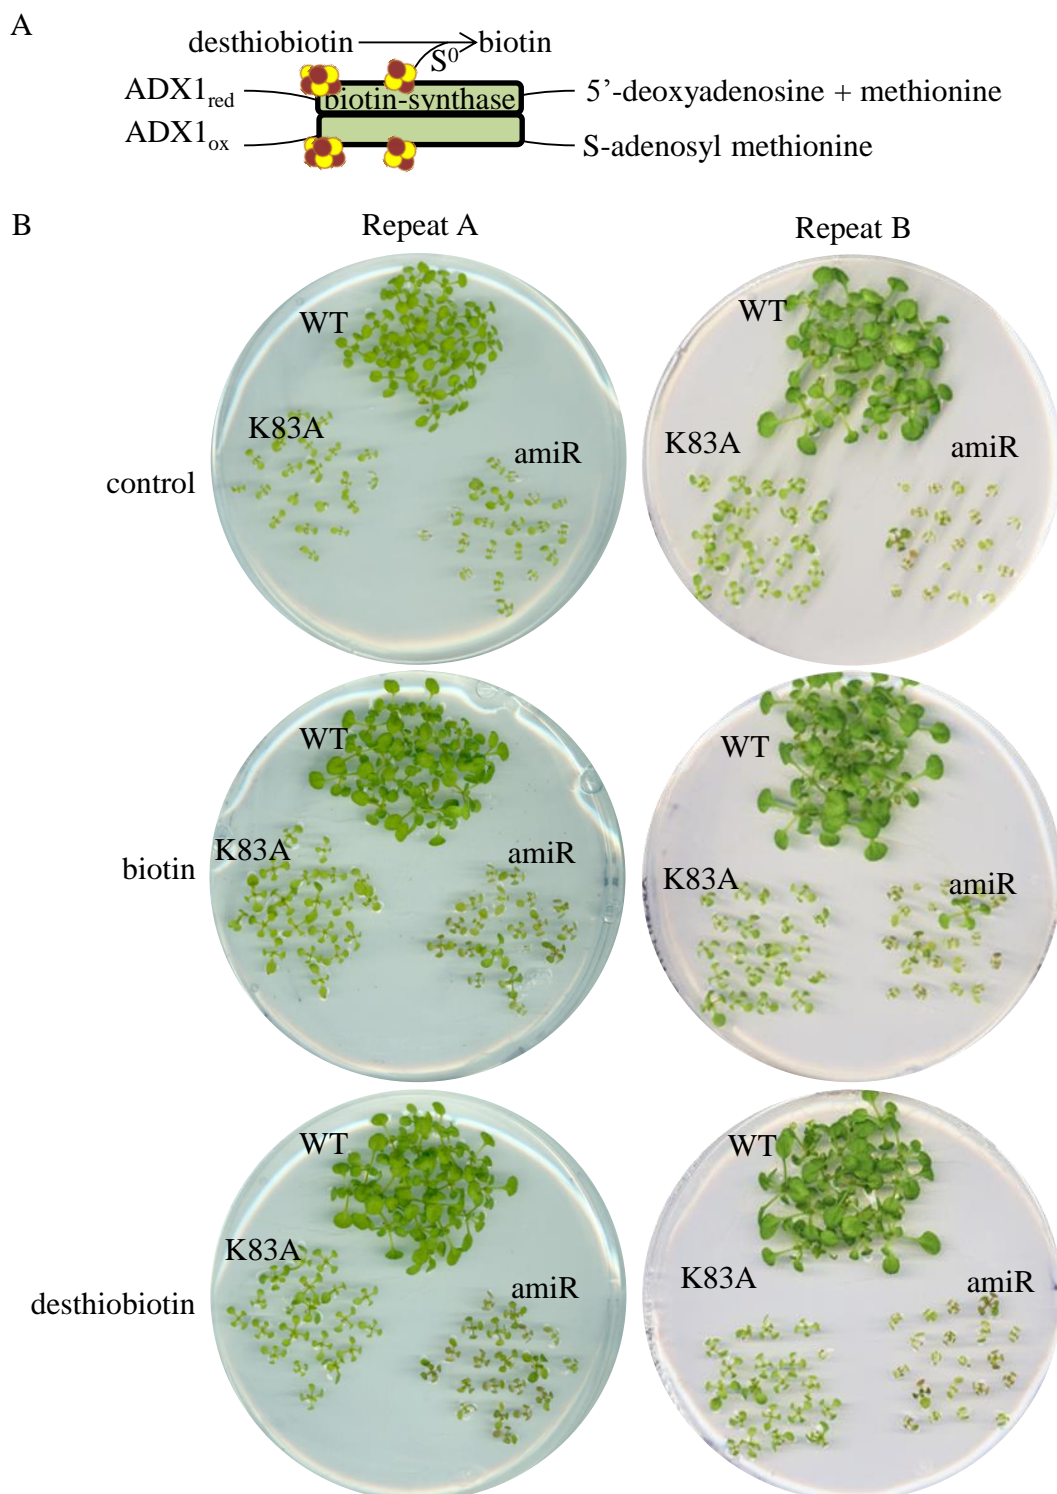 A
desthiobiotin biotin
S⁰
ADX1red biotin-synthase 5’-deoxyadenosine + methionine
ADX1ox S-adenosyl methionine
B
Repeat A Repeat B
WT WT
K83A amiR K83A amiR
control
WT WT
K83A amiR K83A amiR
biotin
WT WT
K83A amiR K83A amiR
desthiobiotin